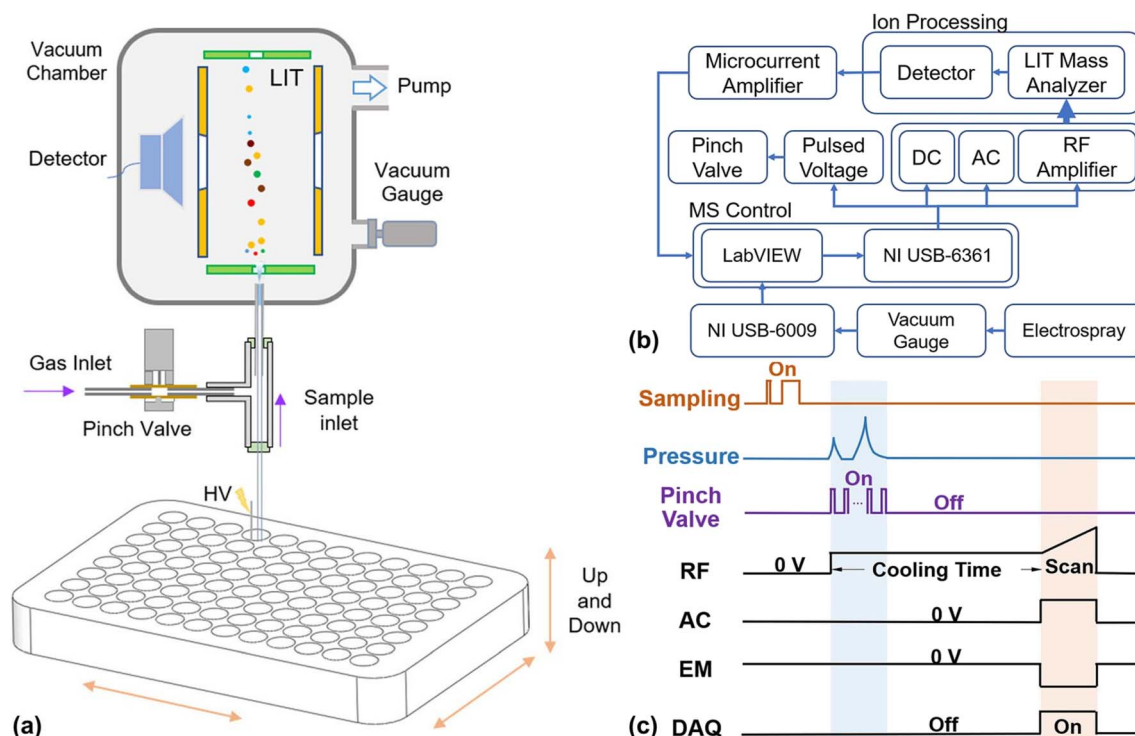 Vacuum
Chamber
LIT
Pump
Detector
Vacuum
Gauge
Gas Inlet
Pinch Valve
Sample
inlet
HV
Up
and
Down
(a)
Ion Processing
Microcurrent
Amplifier
Detector
LIT Mass
Analyzer
Pinch
Valve
Pulsed
Voltage
DC
AC
RF
Amplifier
MS Control
LabVIEW
NI USB-6361
(b)
NI USB-6009
Vacuum
Gauge
Electrospray
On
Sampling
Pressure
On
Pinch
Valve
...
Off
RF
0 V
Cooling Time
Scan
AC
0 V
EM
0 V
(c)
DAQ
Off
On